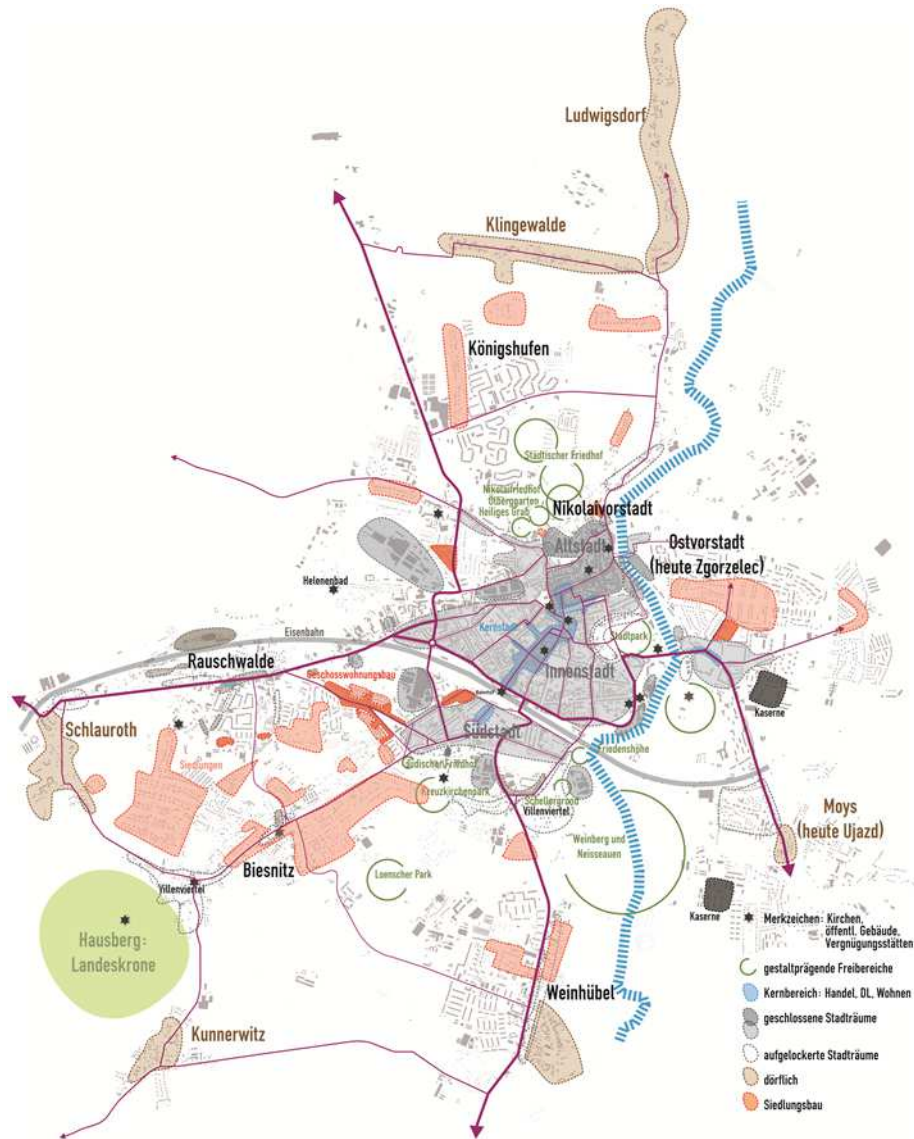 Ludwigsdorf
Klingewalde
Königshufen
Städtischer Friedhof
Nikolaifriedhof
Ölberggarten
Heiliges Grab
Nikolaivorstadt
Altstadt
Ostvorstadt
(heute Zgorzelec)
Helenenbad
Kernstadt
Stadtpark
Eisenbahn
Rauschwalde
Innenstadt
Geschosswohnungsbau
Bahnhof
Kaserne
Schlauroth
Südstadt
Friedenshöhe
Siedlungen
Jüdischer Friedhof
Kreuzkirchenpark
Schellergrund
Villenviertel
Moys
(heute Ujazd)
Weinberg und
Neisseauen
Biesnitz
Loenscher Park
Villenviertel
Kaserne
Hausberg:
Landeskrone
Weinhübel
Kunnerwitz
Merkzeichen: Kirchen,
öffentl. Gebäude,
Vergnügungsstätten
gestaltprägende Freibereiche
Kernbereich: Handel, DL, Wohnen
geschlossene Stadträume
aufgelockerte Stadträume
dörflich
Siedlungsbau